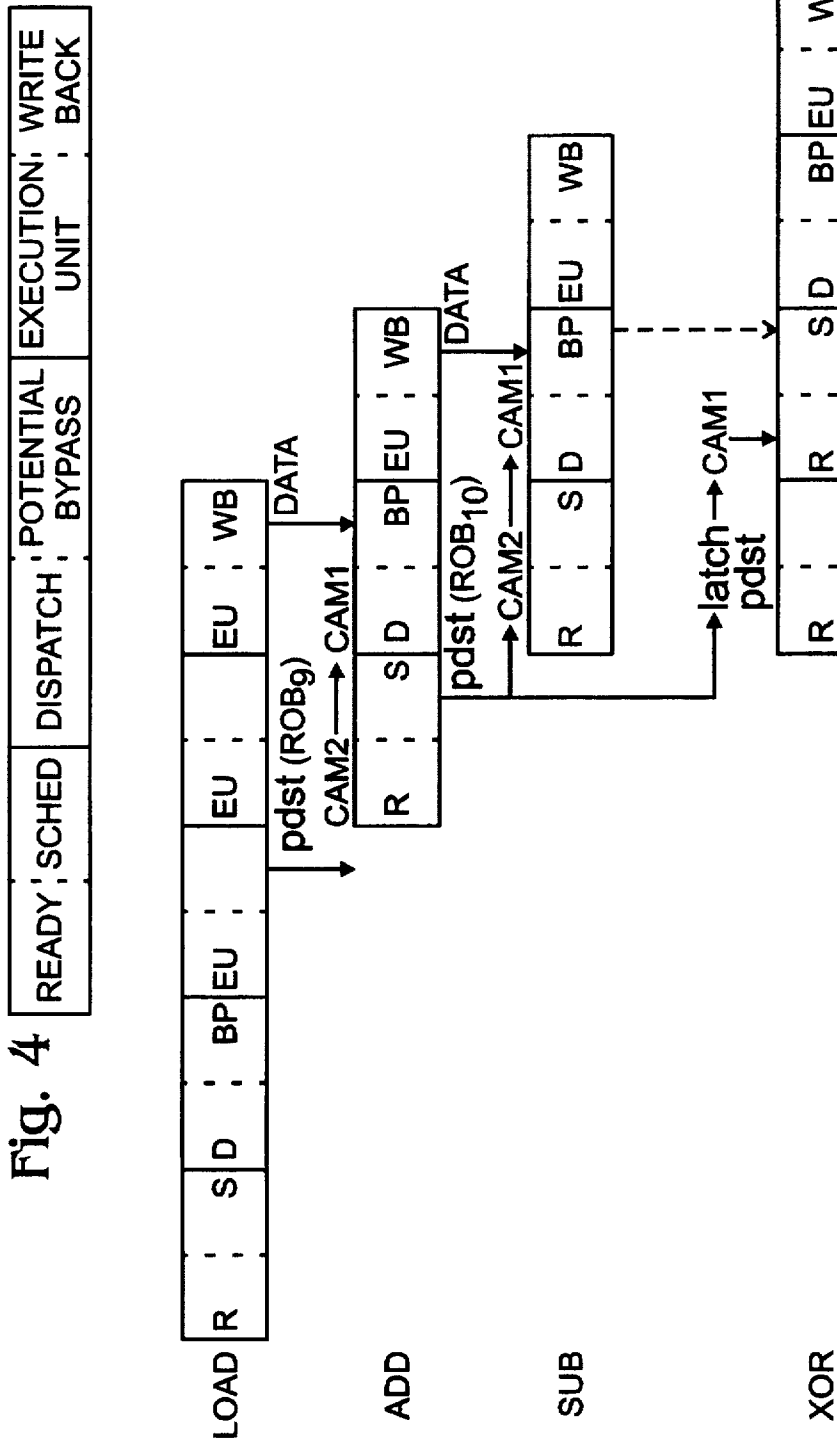 Fig. 4
READY SCHED DISPATCH POTENTIAL BYPASS EXECUTION UNIT WRITE BACK
LOAD R S D BP EU EU EU WB
pdst (ROB9)
DATA
CAM2 CAM1
ADD R S D BP EU WB
pdst (ROB10)
DATA
CAM2 CAM1
SUB R S D BP EU WB
latch CAM1
pdst
XOR R R S D BP EU